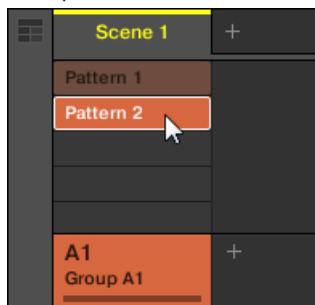 Scene 1 +
Pattern 1
Pattern 2
A1 +
Group A1